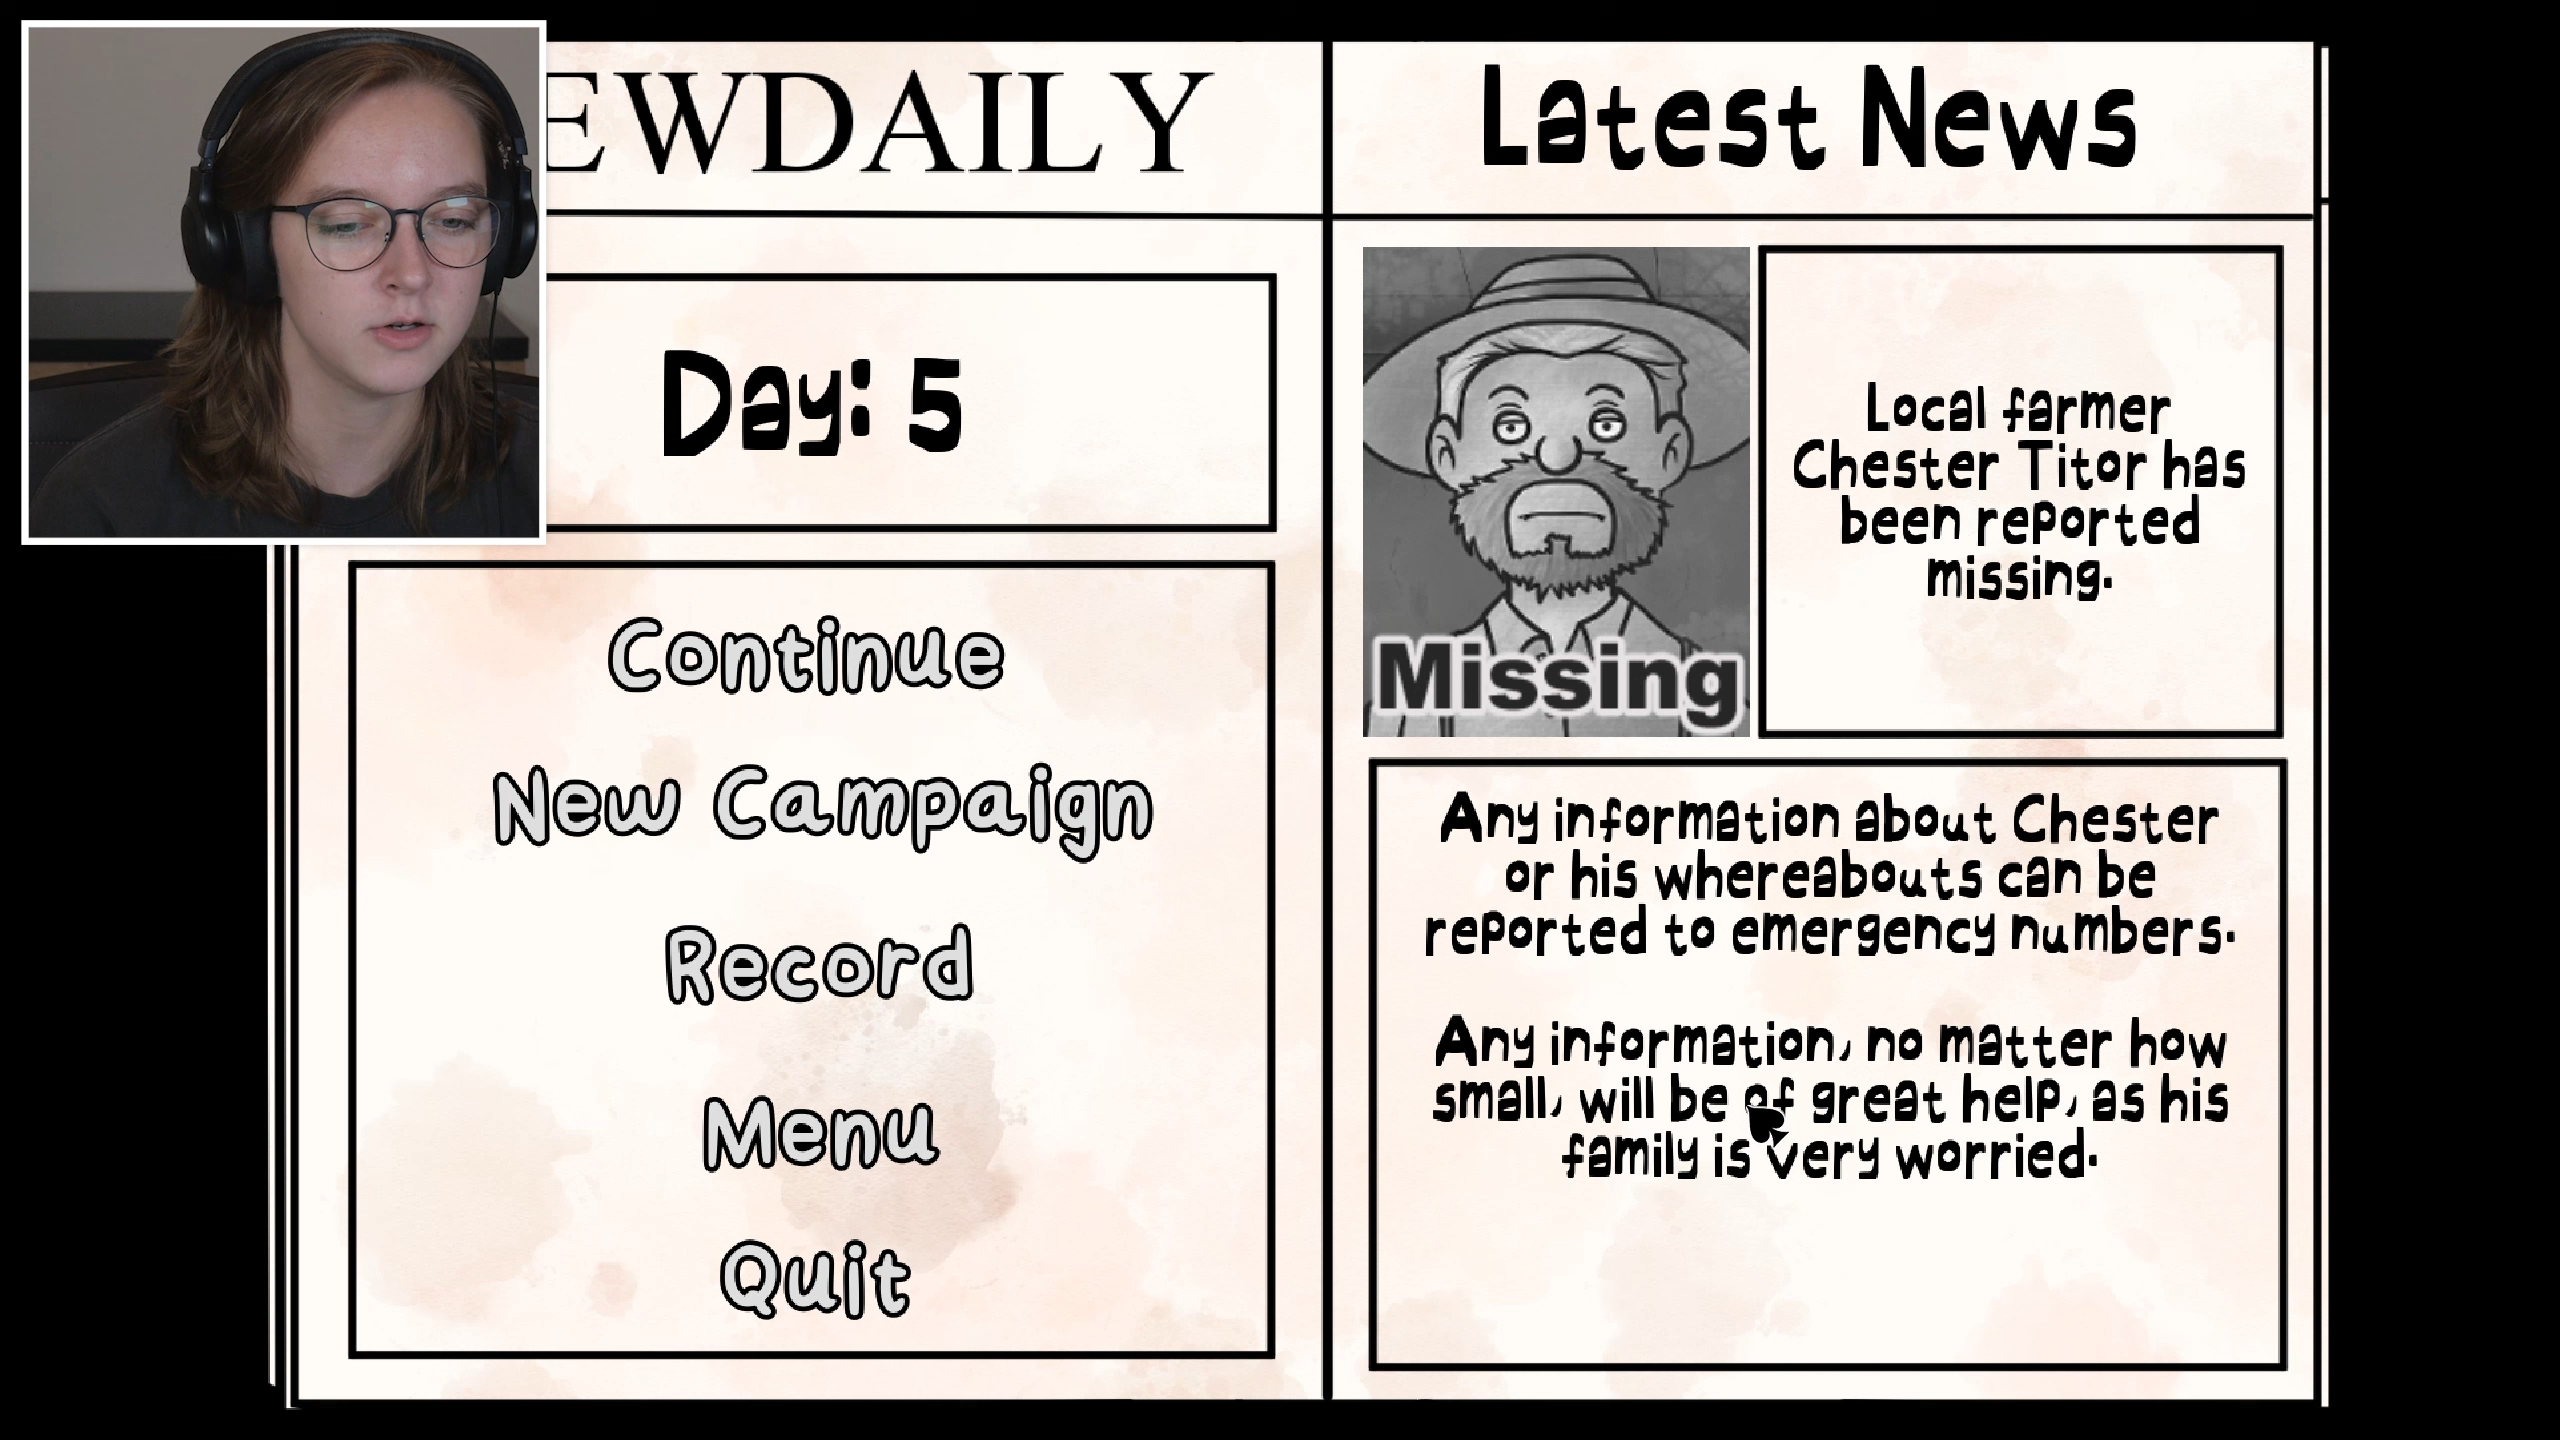 EWDAILY
Day: 5
Continue
New Campaign
Record
Menu
Quit
Latest News
Missing
Local farmer
Chester Titor has
been reported
missing.
Any information about Chester
or his whereabouts can be
reported to emergency numbers.
Any information, no matter how
small, will be of great help, as his
family is very worried.